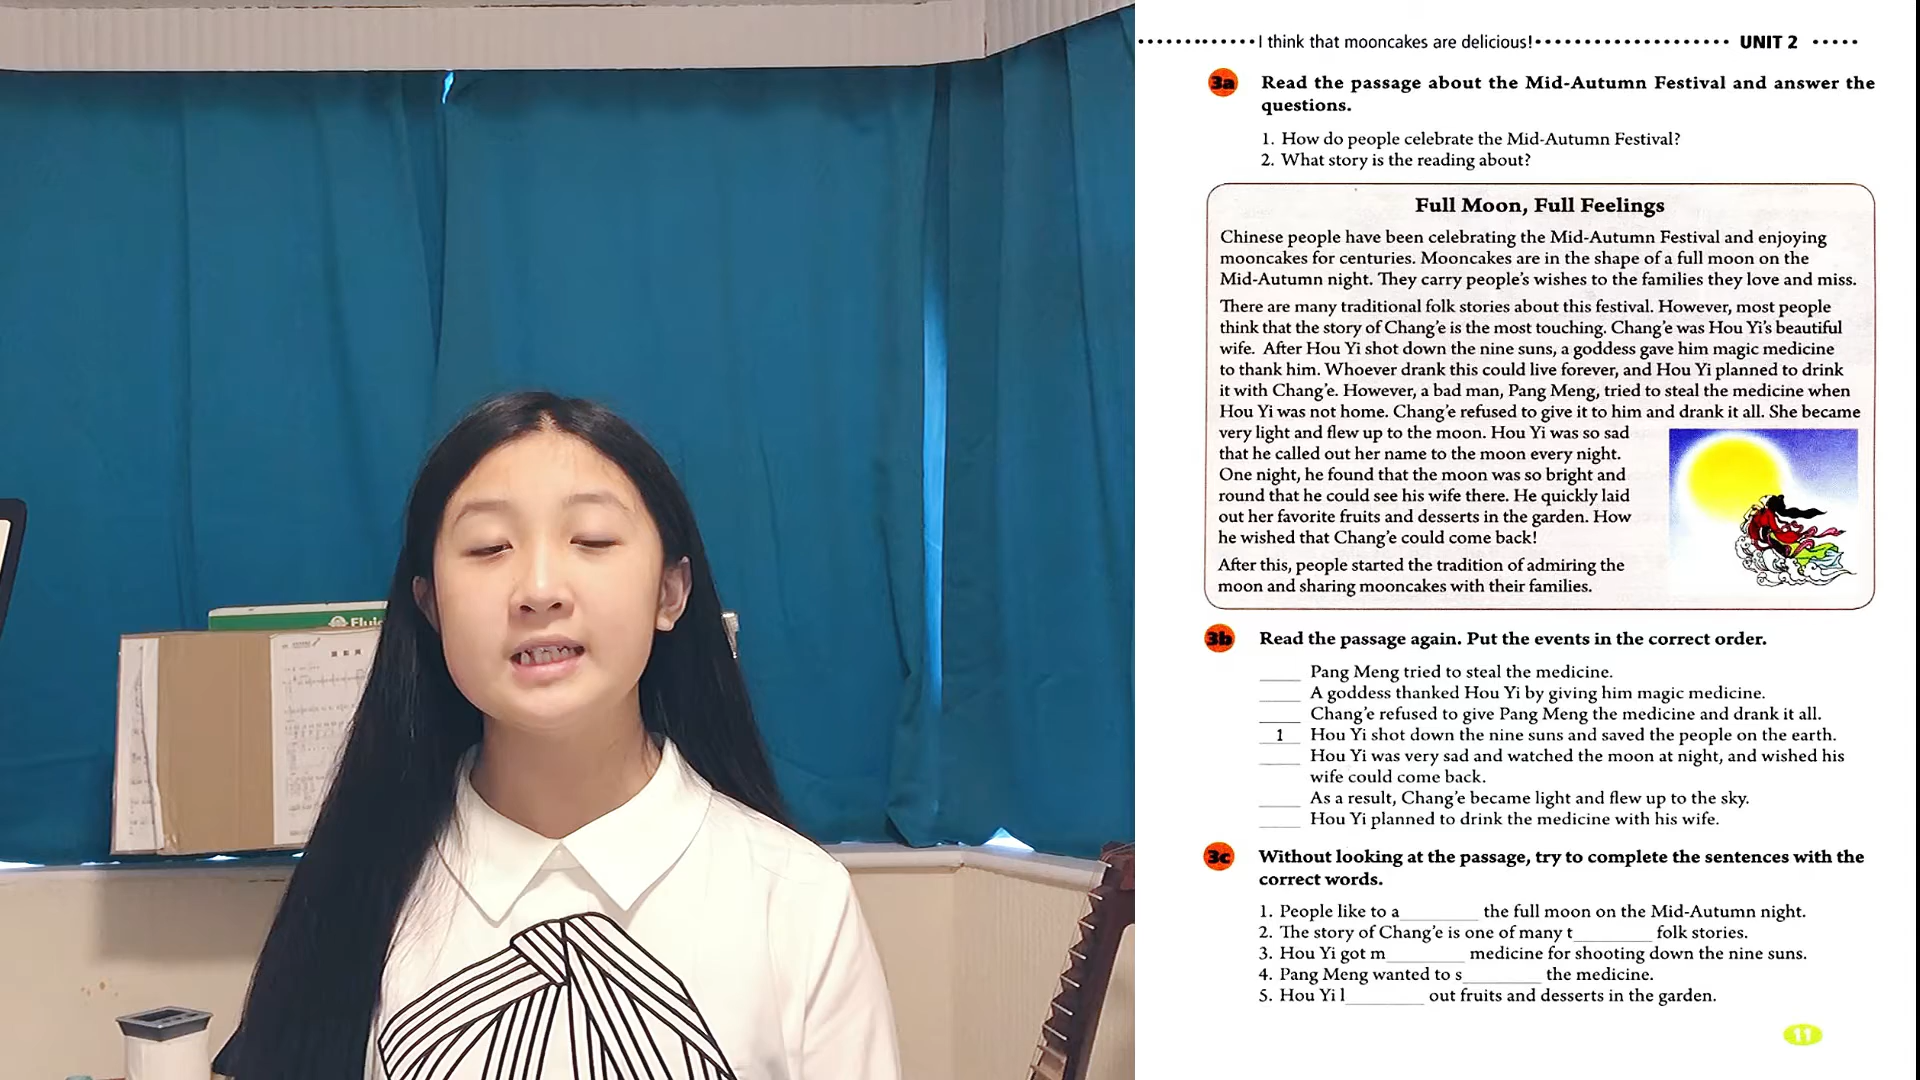 I think that mooncakes are delicious! UNIT 2
3a Read the passage about the Mid-Autumn Festival and answer the
questions.
1. How do people celebrate the Mid-Autumn Festival?
2. What story is the reading about?
Full Moon, Full Feelings
Chinese people have been celebrating the Mid-Autumn Festival and enjoying
mooncakes for centuries. Mooncakes are in the shape of a full moon on the
Mid-Autumn night. They carry people's wishes to the families they love and miss.
There are many traditional folk stories about this festival. However, most people
think that the story of Chang'e is the most touching. Chang'e was Hou Yi's beautiful
wife. After Hou Yi shot down the nine suns, a goddess gave him magic medicine
to thank him. Whoever drank this could live forever, and Hou Yi planned to drink
it with Chang'e. However, a bad man, Pang Meng, tried to steal the medicine when
Hou Yi was not home. Chang'e refused to give it to him and drank it all. She became
very light and flew up to the moon. Hou Yi was so sad
that he called out her name to the moon every night.
One night, he found that the moon was so bright and
round that he could see his wife there. He quickly laid
out her favorite fruits and desserts in the garden. How
he wished that Chang'e could come back!
After this, people started the tradition of admiring the
moon and sharing mooncakes with their families.
3b Read the passage again. Put the events in the correct order.
____ Pang Meng tried to steal the medicine.
____ A goddess thanked Hou Yi by giving him magic medicine.
____ Chang'e refused to give Pang Meng the medicine and drank it all.
1 Hou Yi shot down the nine suns and saved the people on the earth.
____ Hou Yi was very sad and watched the moon at night, and wished his
wife could come back.
____ As a result, Chang'e became light and flew up to the sky.
____ Hou Yi planned to drink the medicine with his wife.
3c Without looking at the passage, try to complete the sentences with the
correct words.
1. People like to a________ the full moon on the Mid-Autumn night.
2. The story of Chang'e is one of many t________ folk stories.
3. Hou Yi got m________ medicine for shooting down the nine suns.
4. Pang Meng wanted to s________ the medicine.
5. Hou Yi l________ out fruits and desserts in the garden.
11